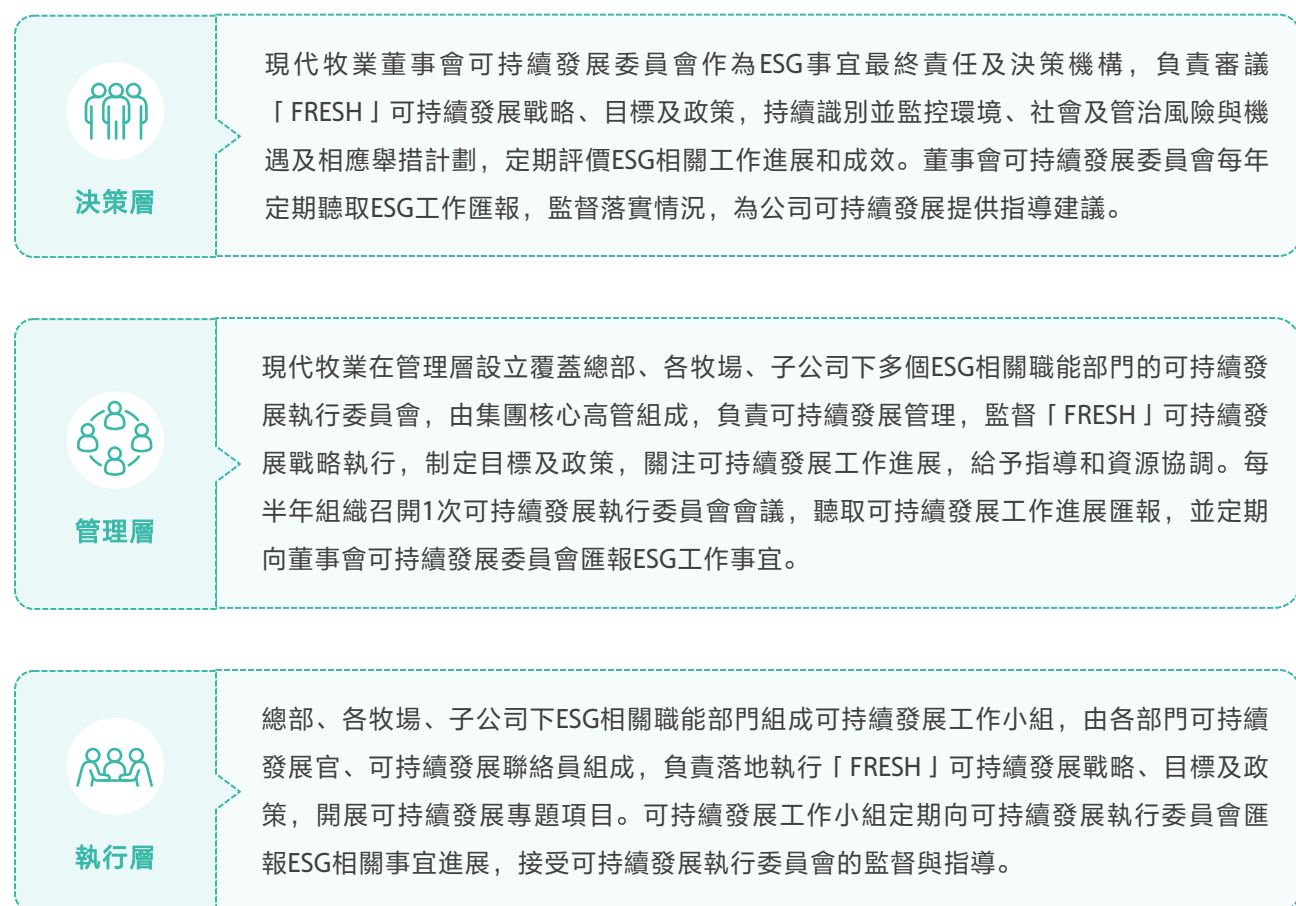 決策層
現代牧業董事會可持續發展委員會作為ESG事宜最終責任及決策機構，負責審議
「FRESH」可持續發展戰略、目標及政策，持續識別並監控環境、社會及管治風險與機
遇及相應舉措計劃，定期評價ESG相關工作進展和成效。董事會可持續發展委員會每年
定期聽取ESG工作匯報，監督落實情況，為公司可持續發展提供指導建議。
管理層
現代牧業在管理層設立覆蓋總部、各牧場、子公司下多個ESG相關職能部門的可持續發
展執行委員會，由集團核心高管組成，負責可持續發展管理，監督「FRESH」可持續發
展戰略執行，制定目標及政策，關注可持續發展工作進展，給予指導和資源協調。每
半年組織召開1次可持續發展執行委員會會議，聽取可持續發展工作進展匯報，並定期
向董事會可持續發展委員會匯報ESG工作事宜。
執行層
總部、各牧場、子公司下ESG相關職能部門組成可持續發展工作小組，由各部門可持續
發展官、可持續發展聯絡員組成，負責落地執行「FRESH」可持續發展戰略、目標及政
策，開展可持續發展專題項目。可持續發展工作小組定期向可持續發展執行委員會匯
報ESG相關事宜進展，接受可持續發展執行委員會的監督與指導。